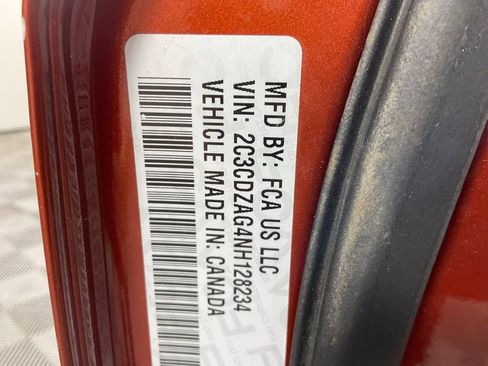 MFD BY: FCA US LLC
VIN: 2C3CDZAG4NH128234
VEHICLE MADE IN: CANADA